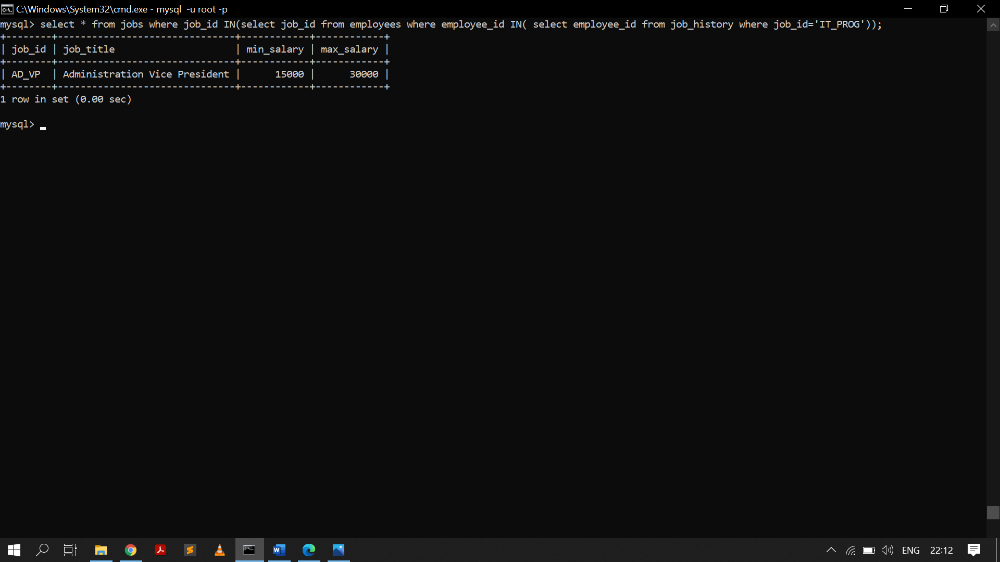 C:\Windows\System32\cmd.exe - mysql  -u root -p
mysql> select * from jobs where job_id IN(select job_id from employees where employee_id IN( select employee_id from job_history where job_id='IT_PROG'));
+--------+-------------------------------+------------+------------+
| job_id | job_title                     | min_salary | max_salary |
+--------+-------------------------------+------------+------------+
| AD_VP  | Administration Vice President |      15000 |      30000 |
+--------+-------------------------------+------------+------------+
1 row in set (0.00 sec)
mysql>
ENG 22:12